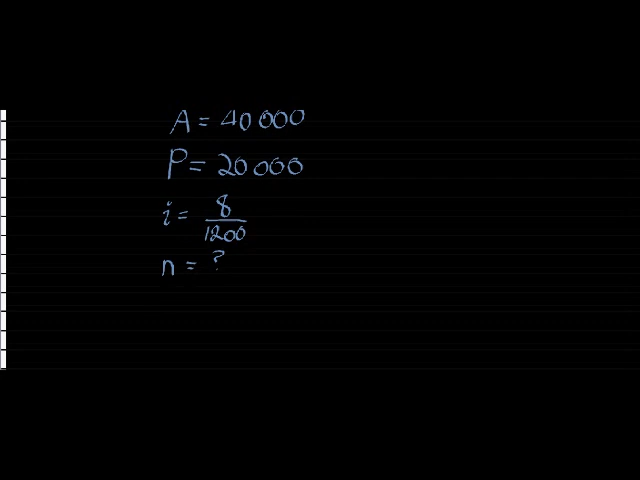 A = 40 000
P = 20 000
i = 8/1200
n = ?